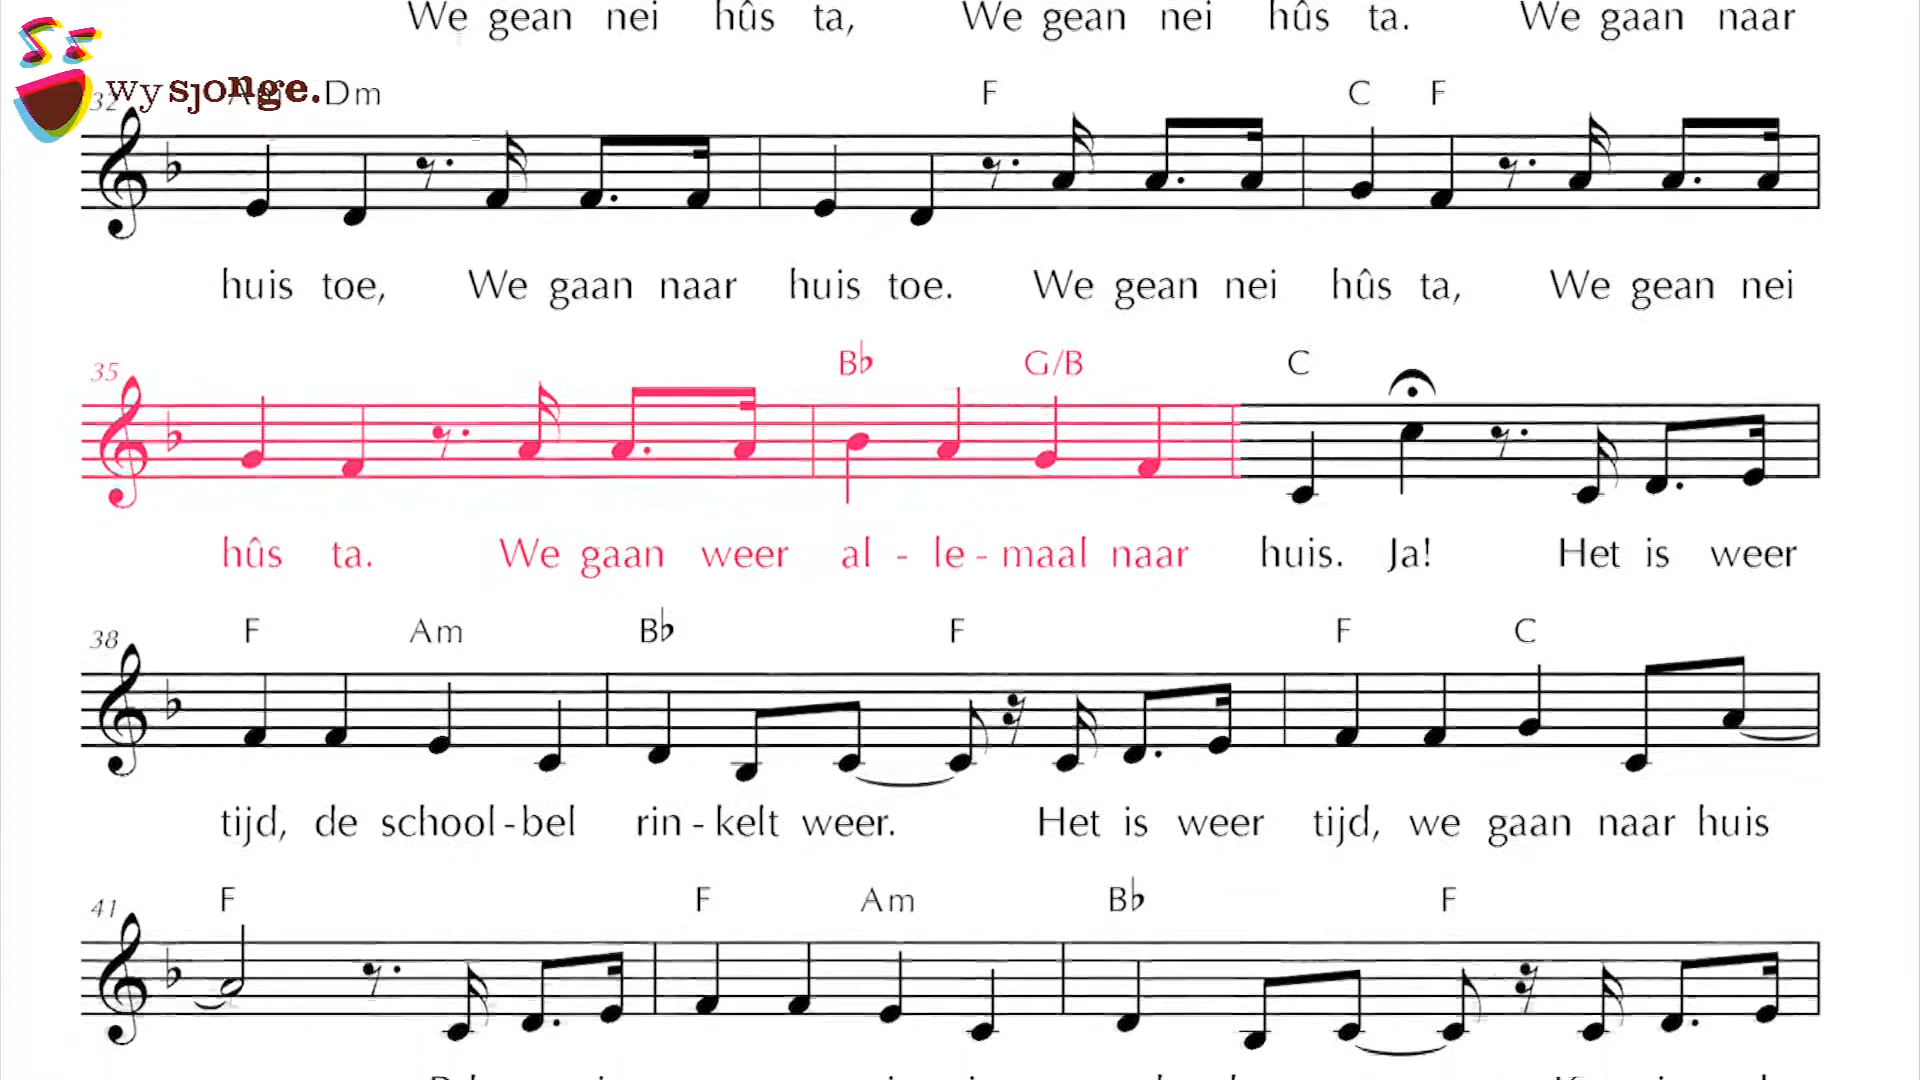 We gean nei hûs ta, We gean nei hûs ta. We gaan naar
wysjonge.
32 Am Dm F C F
huis toe, We gaan naar huis toe. We gean nei hûs ta, We gean nei
35 B♭ G/B C
hûs ta. We gaan weer al - le - maal naar huis. Ja! Het is weer
38 F Am B♭ F F C
tijd, de school - bel rin - kelt weer. Het is weer tijd, we gaan naar huis
41 F F Am B♭ F